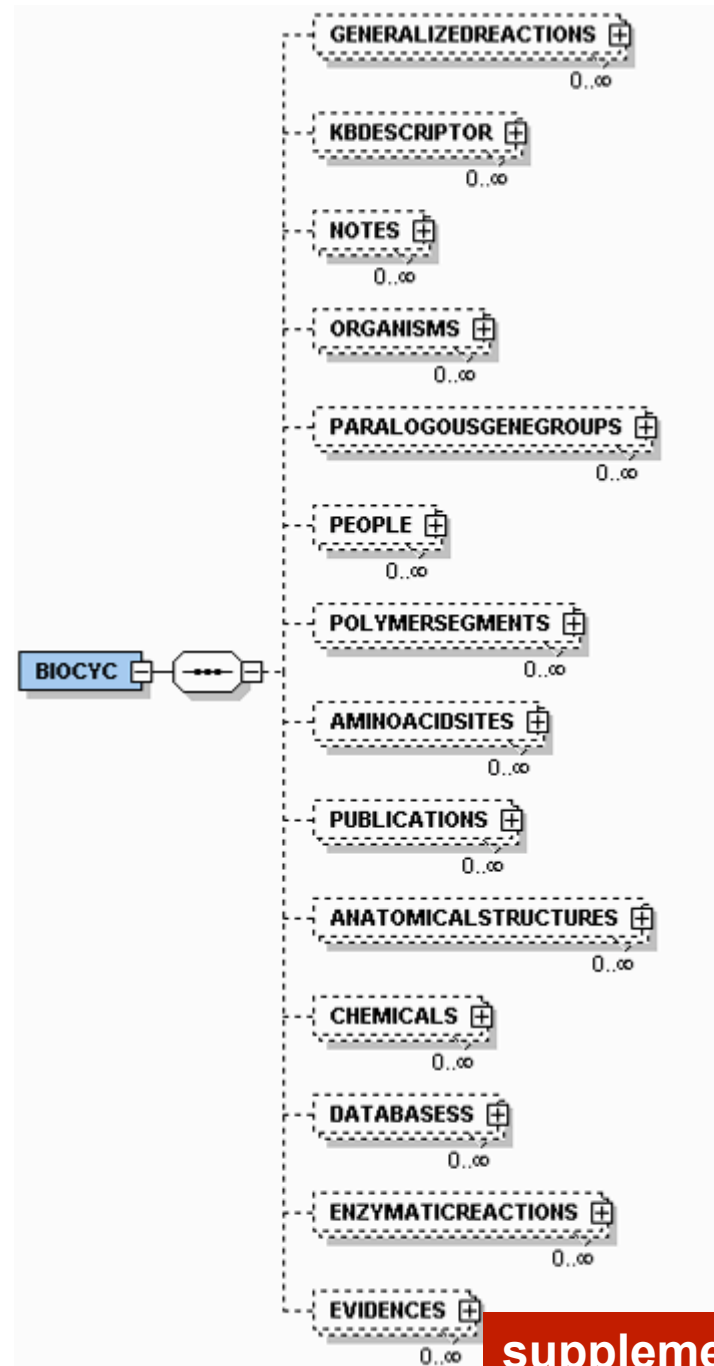 GENERALIZEDREACTIONS
0..∞
KBDESCRIPTOR
0..∞
NOTES
0..∞
ORGANISMS
0..∞
PARALOGOUSGENEGROUPS
0..∞
PEOPLE
0..∞
POLYMERSEGMENTS
0..∞
BIOCYC
AMINOACIDSITES
0..∞
PUBLICATIONS
0..∞
ANATOMICALSTRUCTURES
0..∞
CHEMICALS
0..∞
DATABASESS
0..∞
ENZYMATICREACTIONS
0..∞
EVIDENCES
0..∞